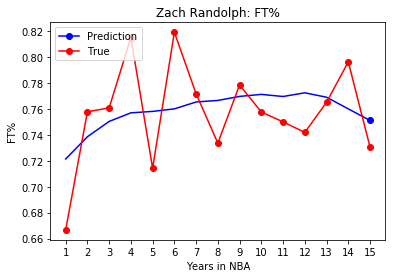 Zach Randolph: FT%
Prediction
True
FT%
0.82
0.80
0.78
0.76
0.74
0.72
0.70
0.68
0.66
1 2 3 4 5 6 7 8 9 10 11 12 13 14 15
Years in NBA